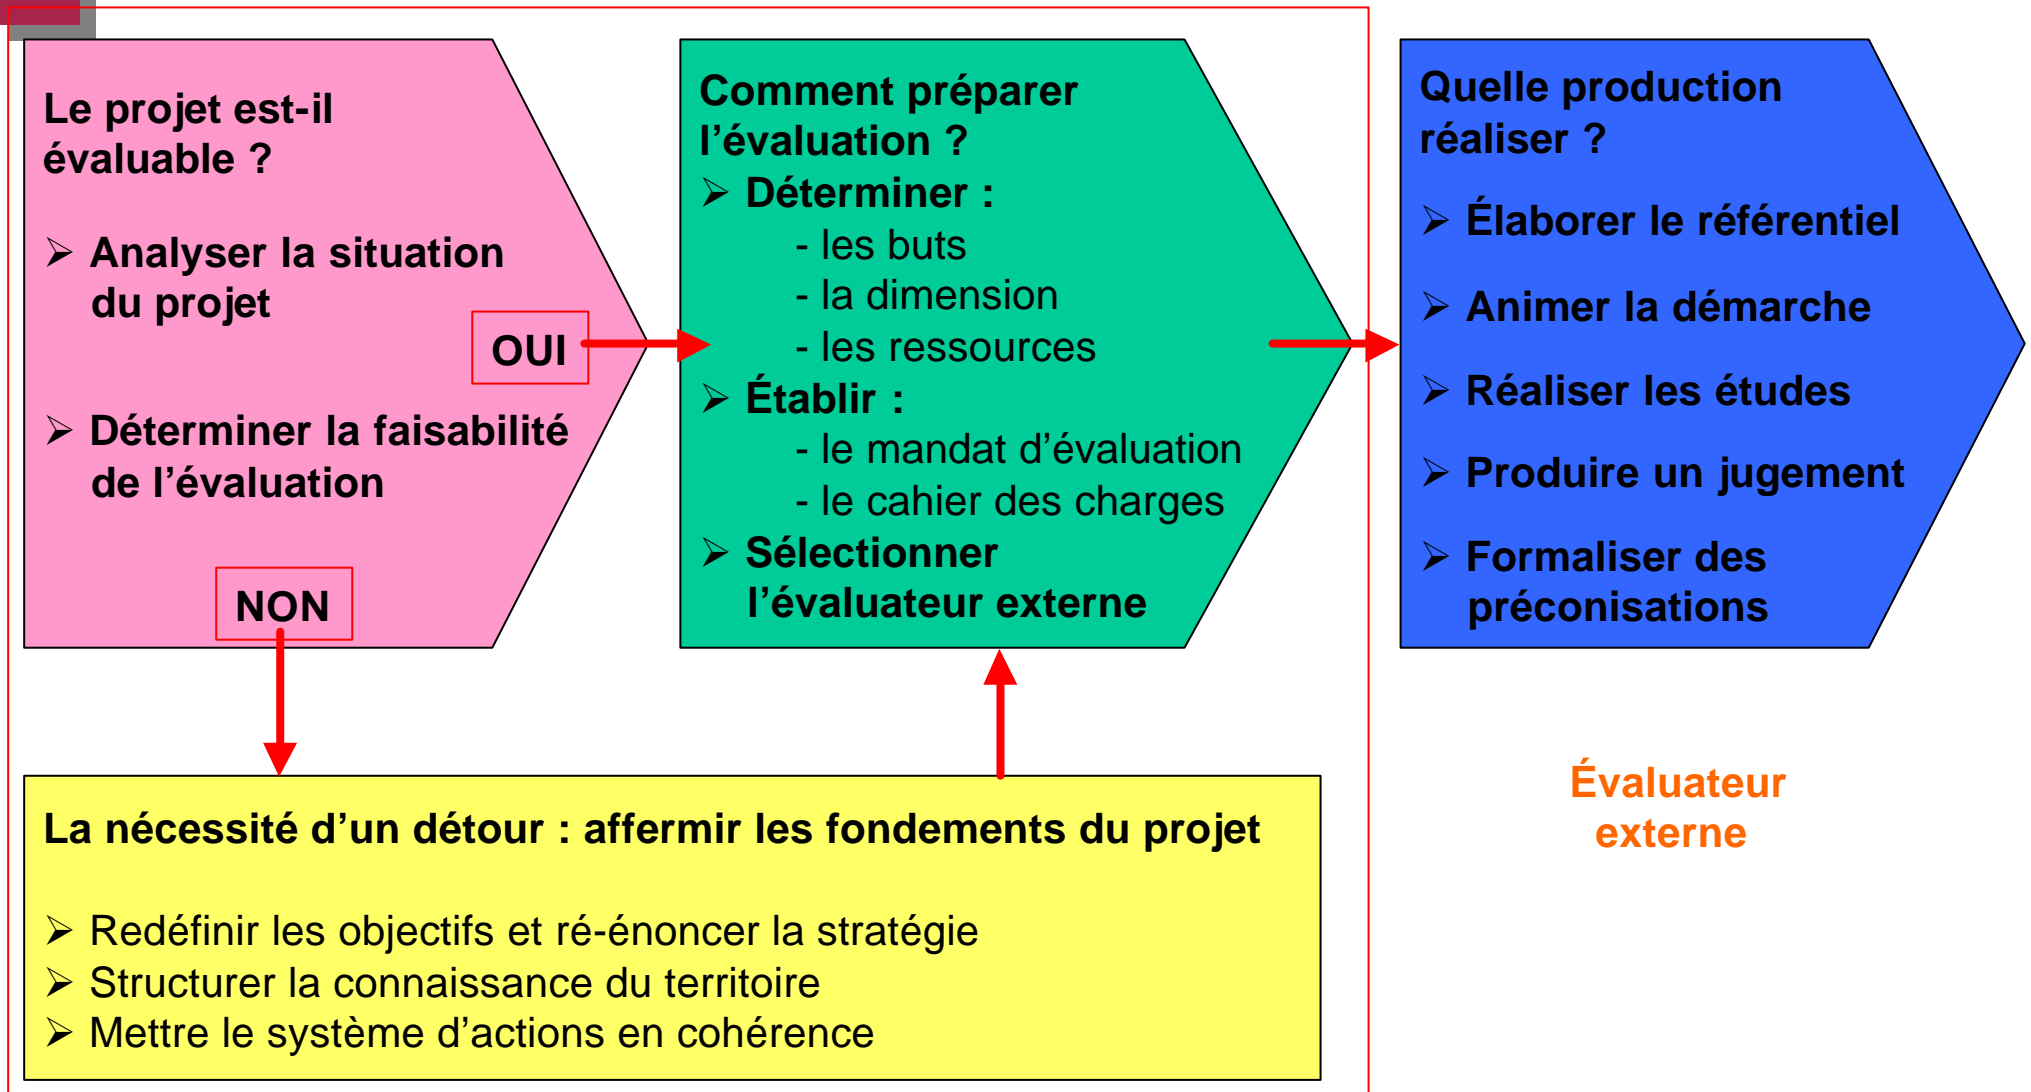 Le projet est-il
évaluable ?
➢ Analyser la situation
du projet
OUI
➢ Déterminer la faisabilité
de l’évaluation
NON
Comment préparer
l’évaluation ?
➢ Déterminer :
- les buts
- la dimension
- les ressources
➢ Établir :
- le mandat d’évaluation
- le cahier des charges
➢ Sélectionner
l’évaluateur externe
Quelle production
réaliser ?
➢ Élaborer le référentiel
➢ Animer la démarche
➢ Réaliser les études
➢ Produire un jugement
➢ Formaliser des
préconisations
La nécessité d’un détour : affermir les fondements du projet
➢ Redéfinir les objectifs et ré-énoncer la stratégie
➢ Structurer la connaissance du territoire
➢ Mettre le système d’actions en cohérence
Évaluateur
externe